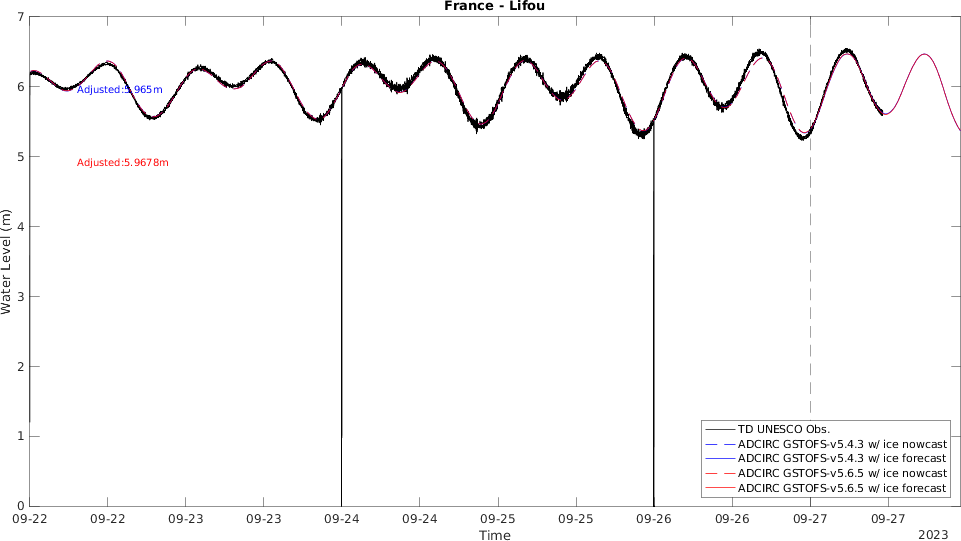 France - Lifou
7
6
5
4
3
2
1
0
Water Level (m)
Adjusted:5.965m
Adjusted:5.9678m
TD UNESCO Obs.
ADCIRC GSTOFS-v5.4.3 w/ ice nowcast
ADCIRC GSTOFS-v5.4.3 w/ ice forecast
ADCIRC GSTOFS-v5.6.5 w/ ice nowcast
ADCIRC GSTOFS-v5.6.5 w/ ice forecast
09-22 09-22 09-23 09-23 09-24 09-24 09-25 09-25 09-26 09-26 09-27 09-27
Time
2023